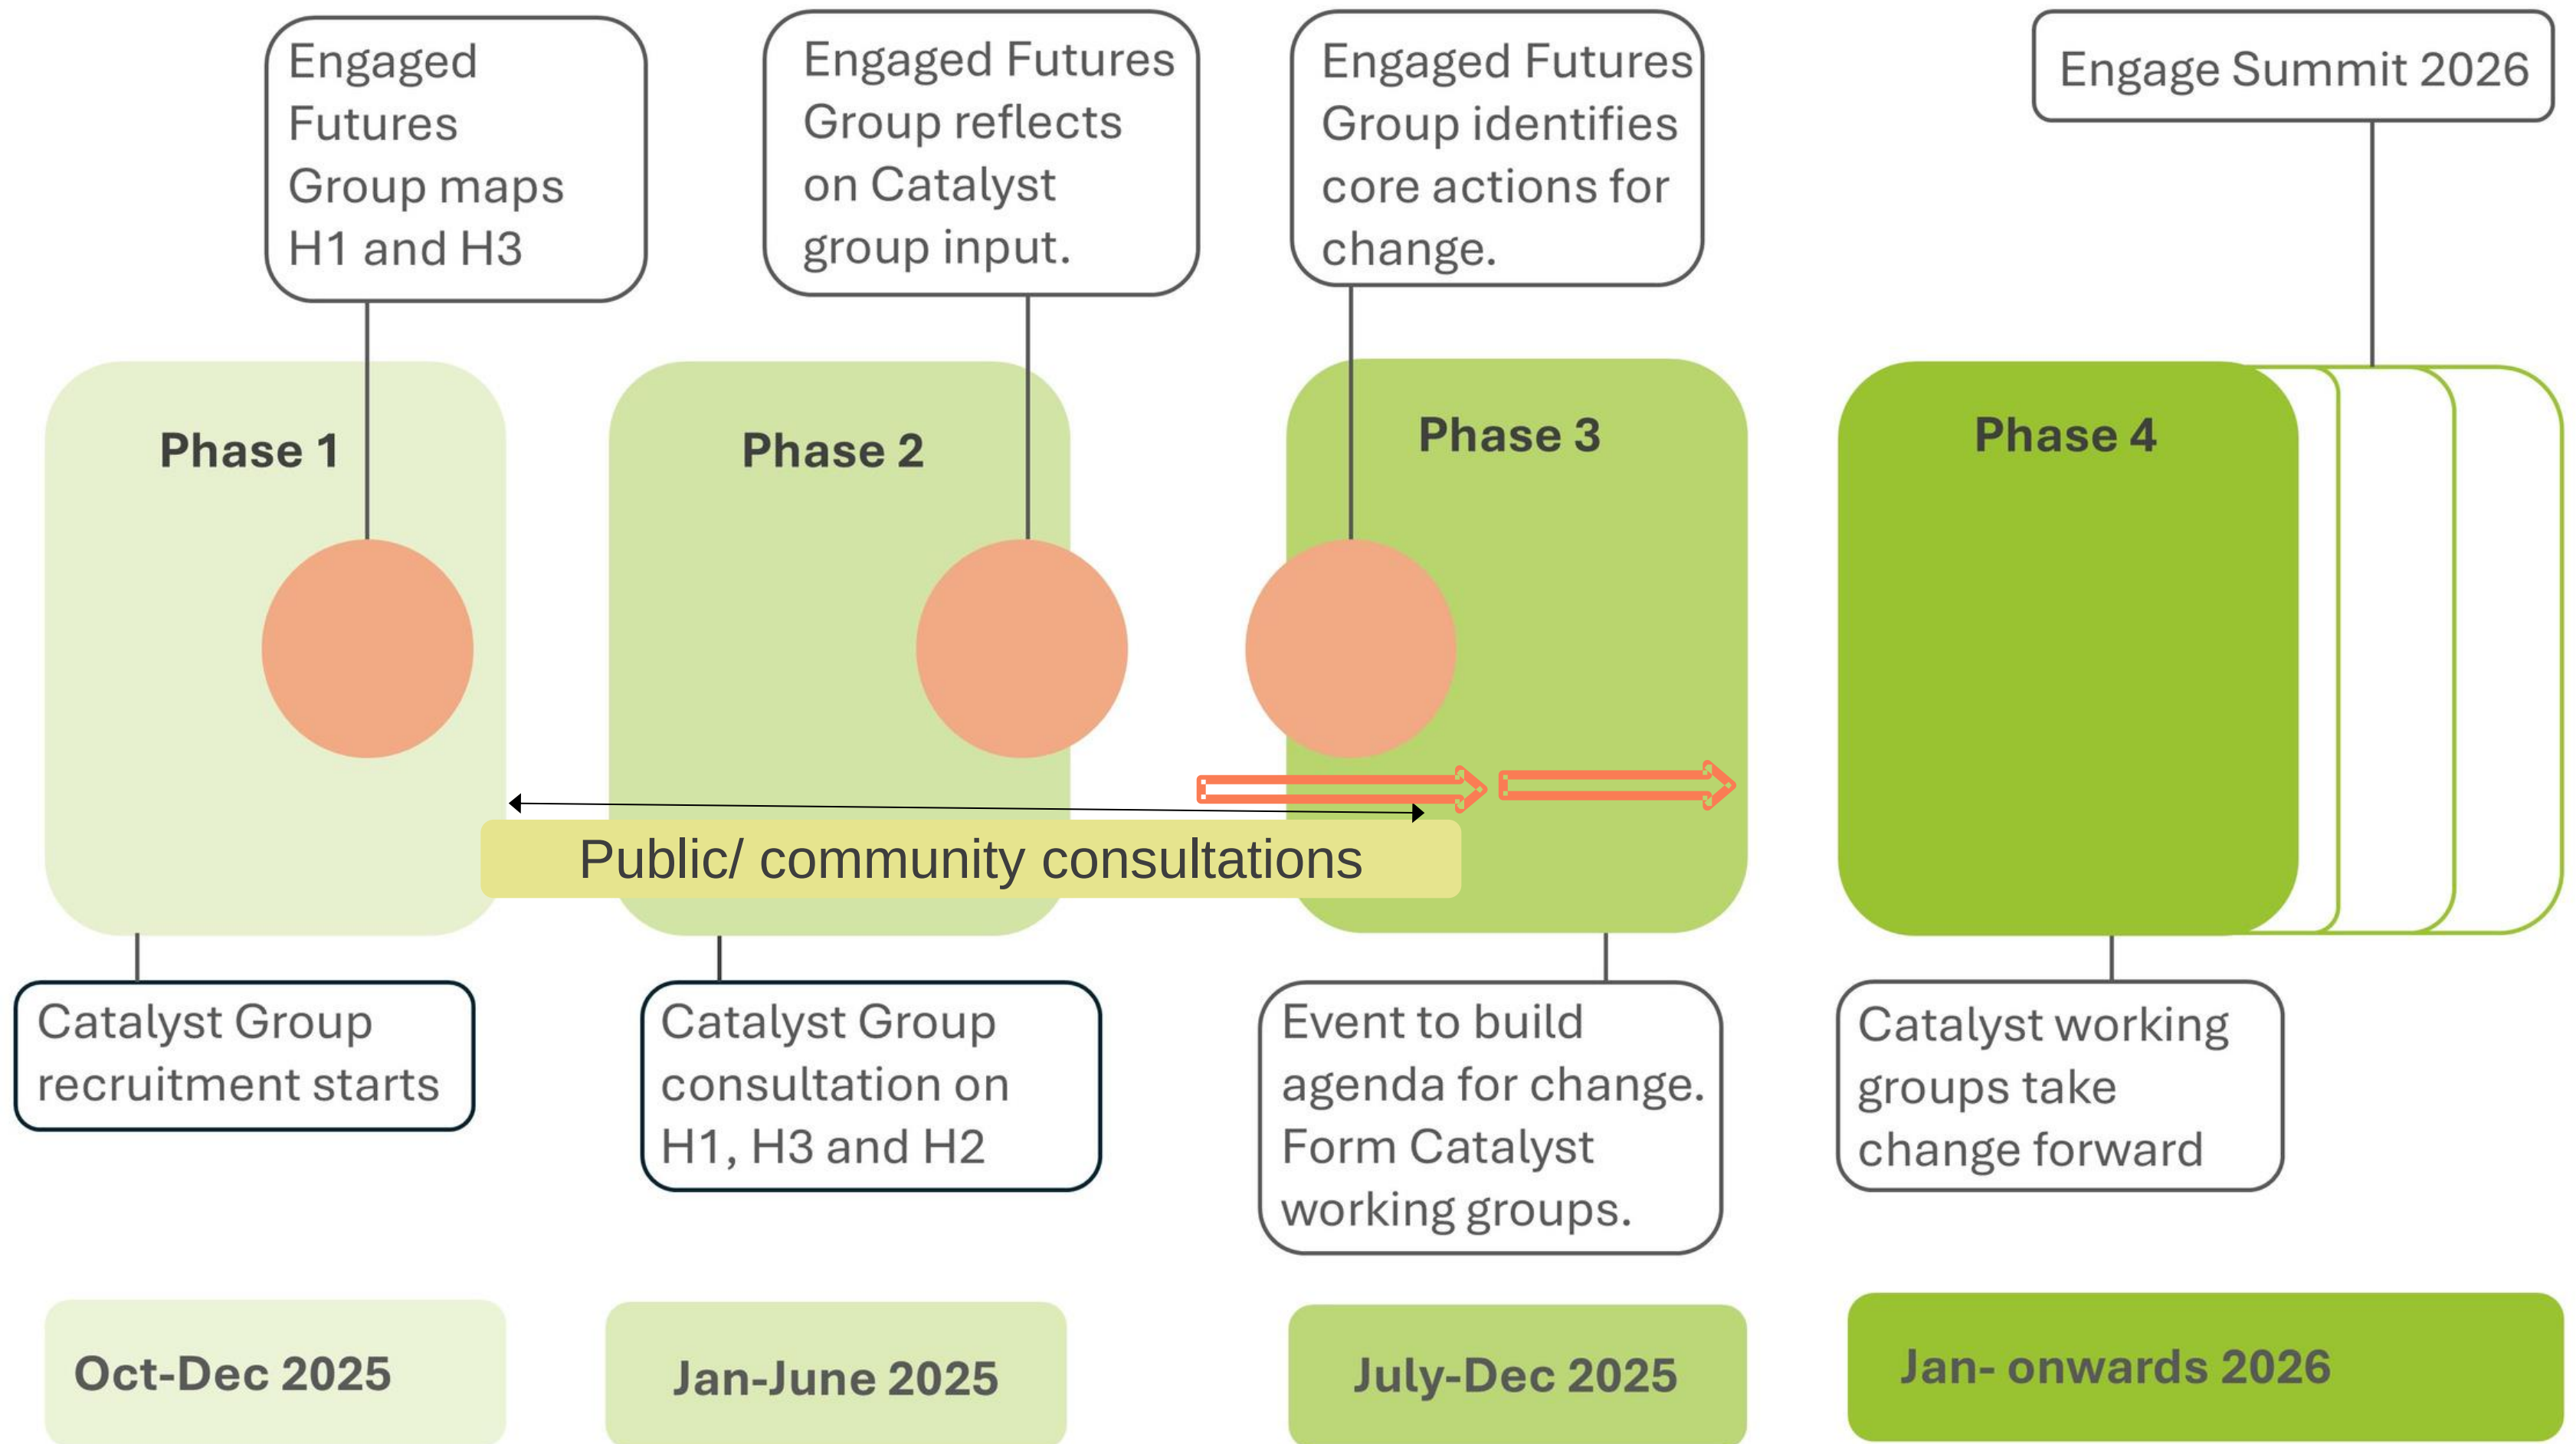 Engaged
Futures
Group maps
H1 and H3
Engaged Futures
Group reflects
on Catalyst
group input.
Engaged Futures
Group identifies
core actions for
change.
Engage Summit 2026
Phase 1
Phase 2
Phase 3
Phase 4
Public/ community consultations
Catalyst Group
recruitment starts
Catalyst Group
consultation on
H1, H3 and H2
Event to build
agenda for change.
Form Catalyst
working groups.
Catalyst working
groups take
change forward
Oct-Dec 2025
Jan-June 2025
July-Dec 2025
Jan- onwards 2026